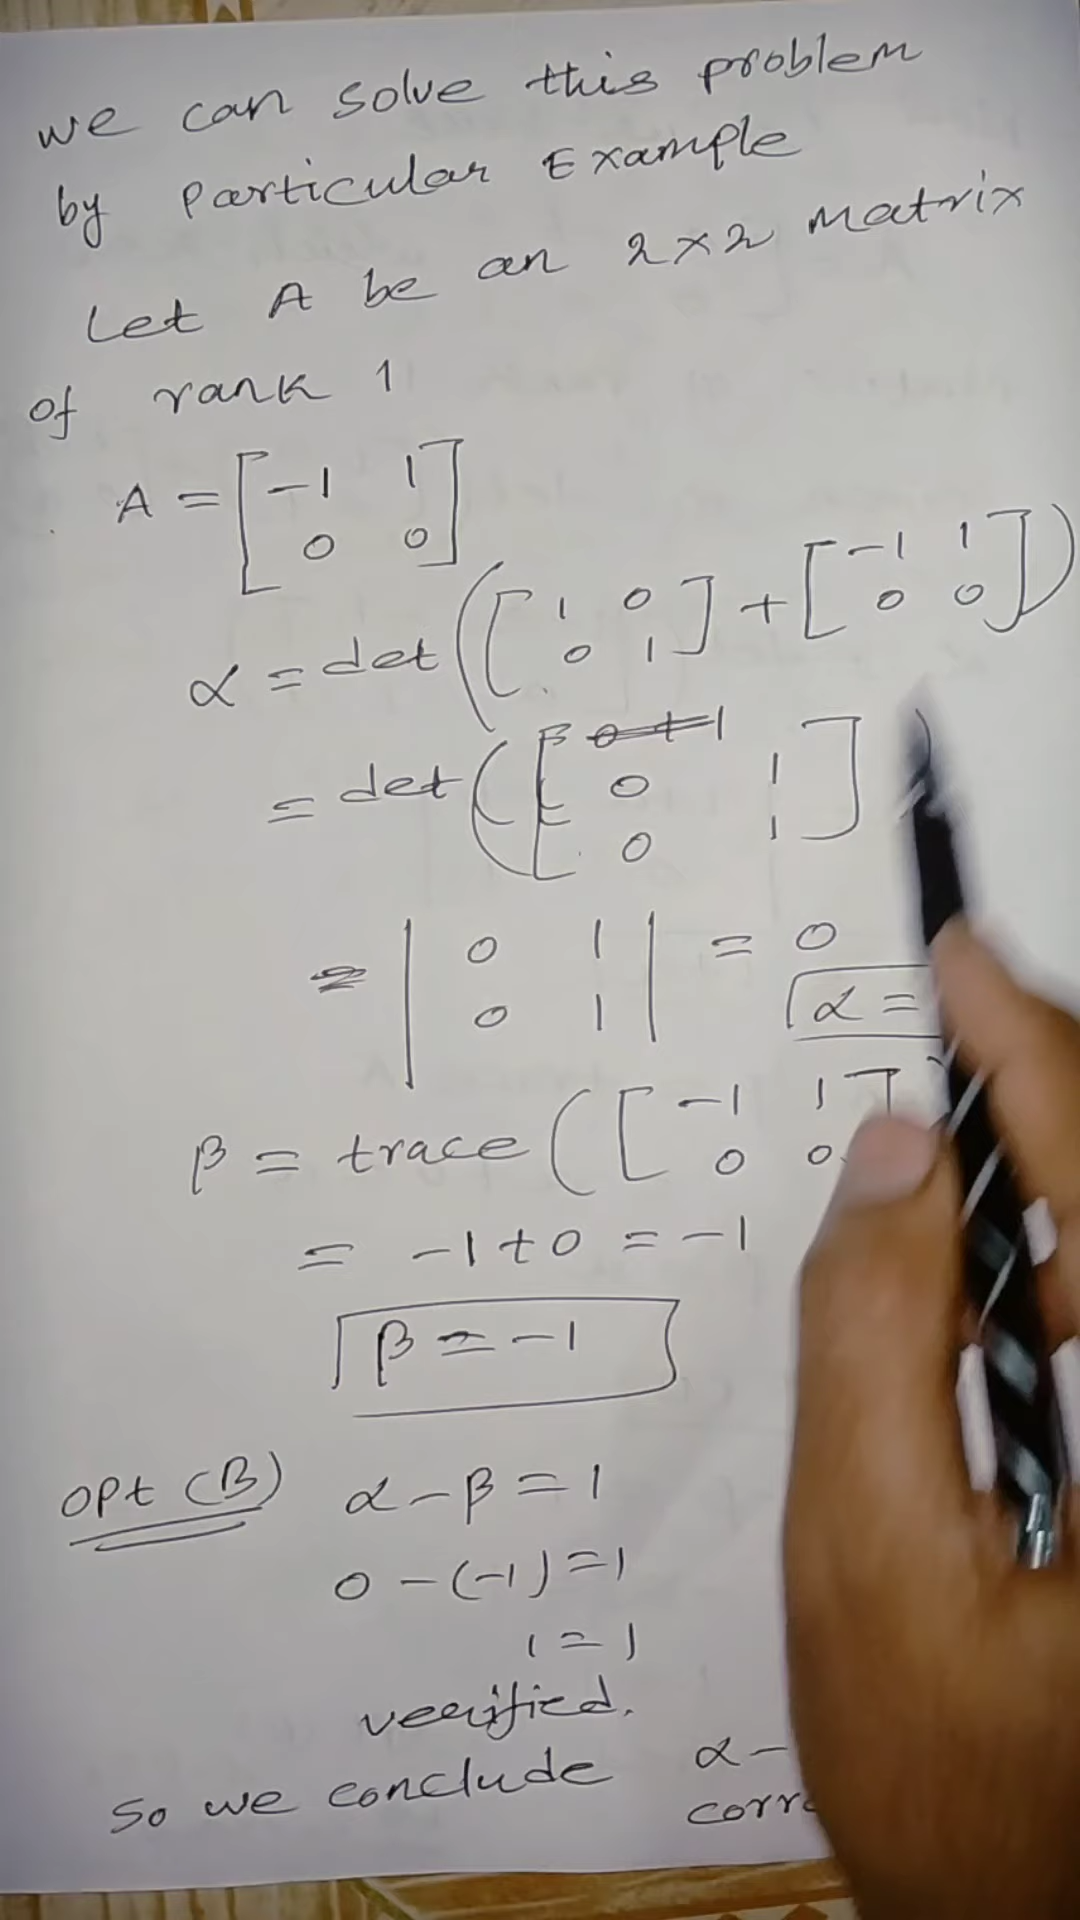 we can solve this problem
by particular Example
Let A be an 2×2 matrix
of rank 1
A = [-1 1
0 0]
α = det([1 0
0 1] + [-1 1
0 0])
= det([0 1
0 1])
= |0 1
0 1| = 0
α =
β = trace([-1 1
0 0]
= -1+0 = -1
β = -1
opt (B) α-β = 1
0-(-1) = 1
1 = 1
verified.
So we conclude α-